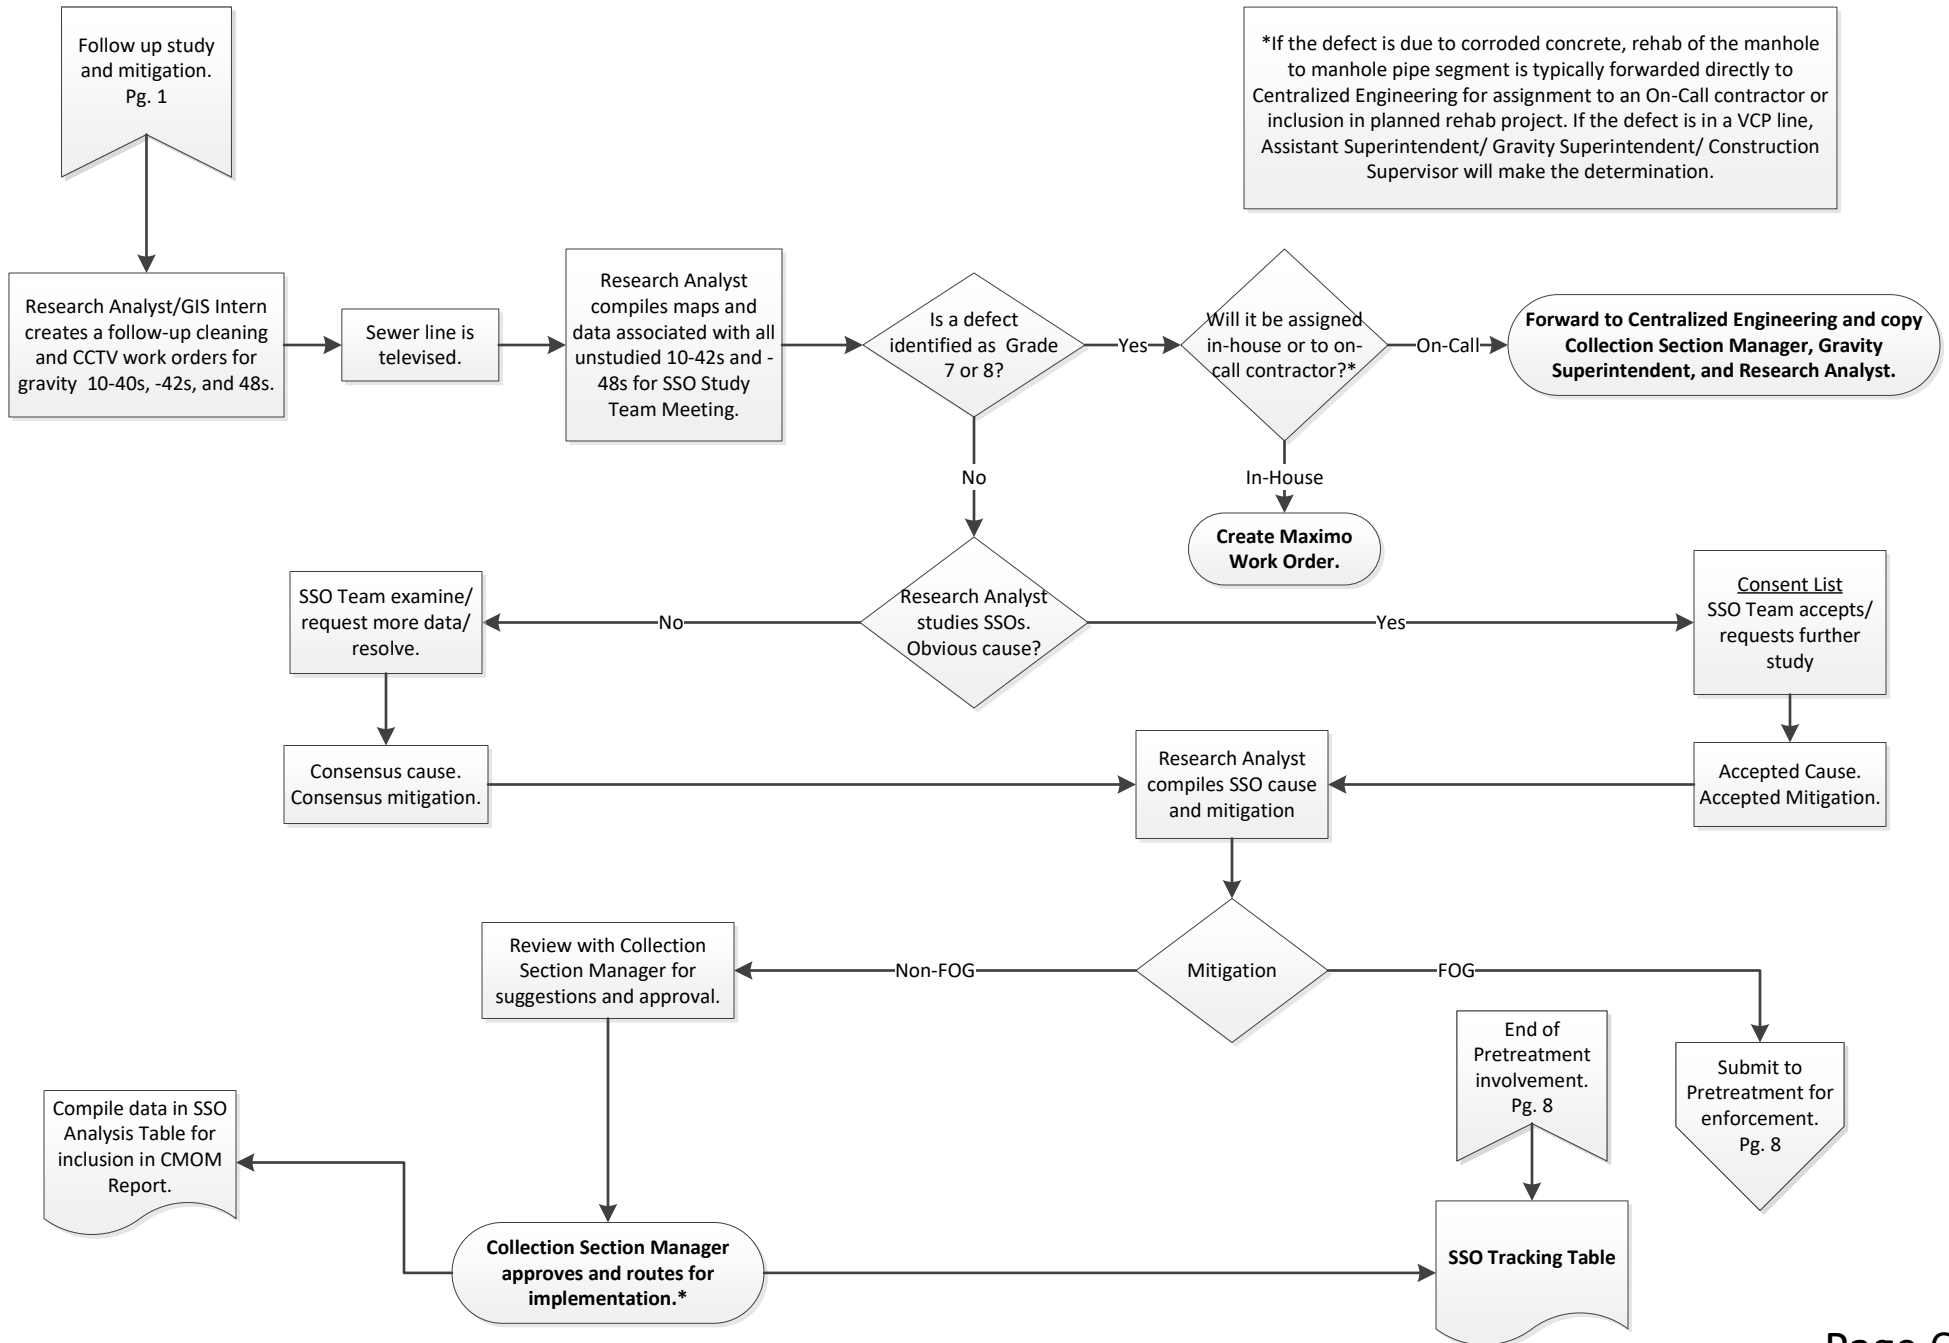 Follow up study
and mitigation.
Pg. 1
*If the defect is due to corroded concrete, rehab of the manhole
to manhole pipe segment is typically forwarded directly to
Centralized Engineering for assignment to an On-Call contractor or
inclusion in planned rehab project. If the defect is in a VCP line,
Assistant Superintendent/ Gravity Superintendent/ Construction
Supervisor will make the determination.
Research Analyst/GIS Intern
creates a follow-up cleaning
and CCTV work orders for
gravity 10-40s, -42s, and 48s.
Sewer line is
televised.
Research Analyst
compiles maps and
data associated with all
unstudied 10-42s and -
48s for SSO Study
Team Meeting.
Is a defect
identified as Grade
7 or 8?
Yes
Will it be assigned
in-house or to on-
call contractor?*
On-Call
Forward to Centralized Engineering and copy
Collection Section Manager, Gravity
Superintendent, and Research Analyst.
No
In-House
Create Maximo
Work Order.
SSO Team examine/
request more data/
resolve.
No
Research Analyst
studies SSOs.
Obvious cause?
Yes
Consent List
SSO Team accepts/
requests further
study
Consensus cause.
Consensus mitigation.
Research Analyst
compiles SSO cause
and mitigation
Accepted Cause.
Accepted Mitigation.
Review with Collection
Section Manager for
suggestions and approval.
Non-FOG
Mitigation
FOG
End of
Pretreatment
involvement.
Pg. 8
Submit to
Pretreatment for
enforcement.
Pg. 8
Compile data in SSO
Analysis Table for
inclusion in CMOM
Report.
Collection Section Manager
approves and routes for
implementation.*
SSO Tracking Table
Page